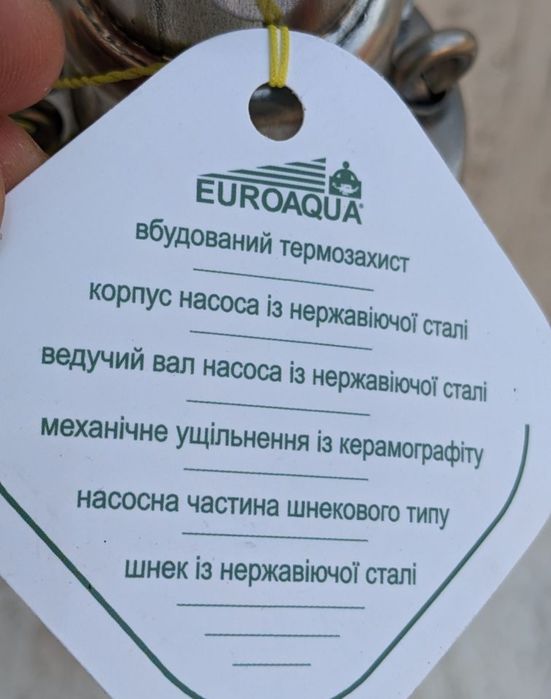 EUROAQUA®
вбудований термозахист
корпус насоса із нержавіючої сталі
ведучий вал насоса із нержавіючої сталі
механічне ущільнення із керамографіту
насосна частина шнекового типу
шнек із нержавіючої сталі